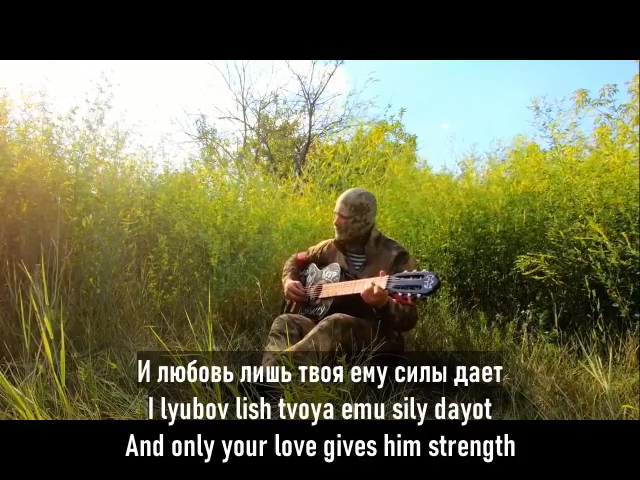 И любовь лишь твоя ему силы дает
I lyubov lish tvoya emu sily dayot
And only your love gives him strength